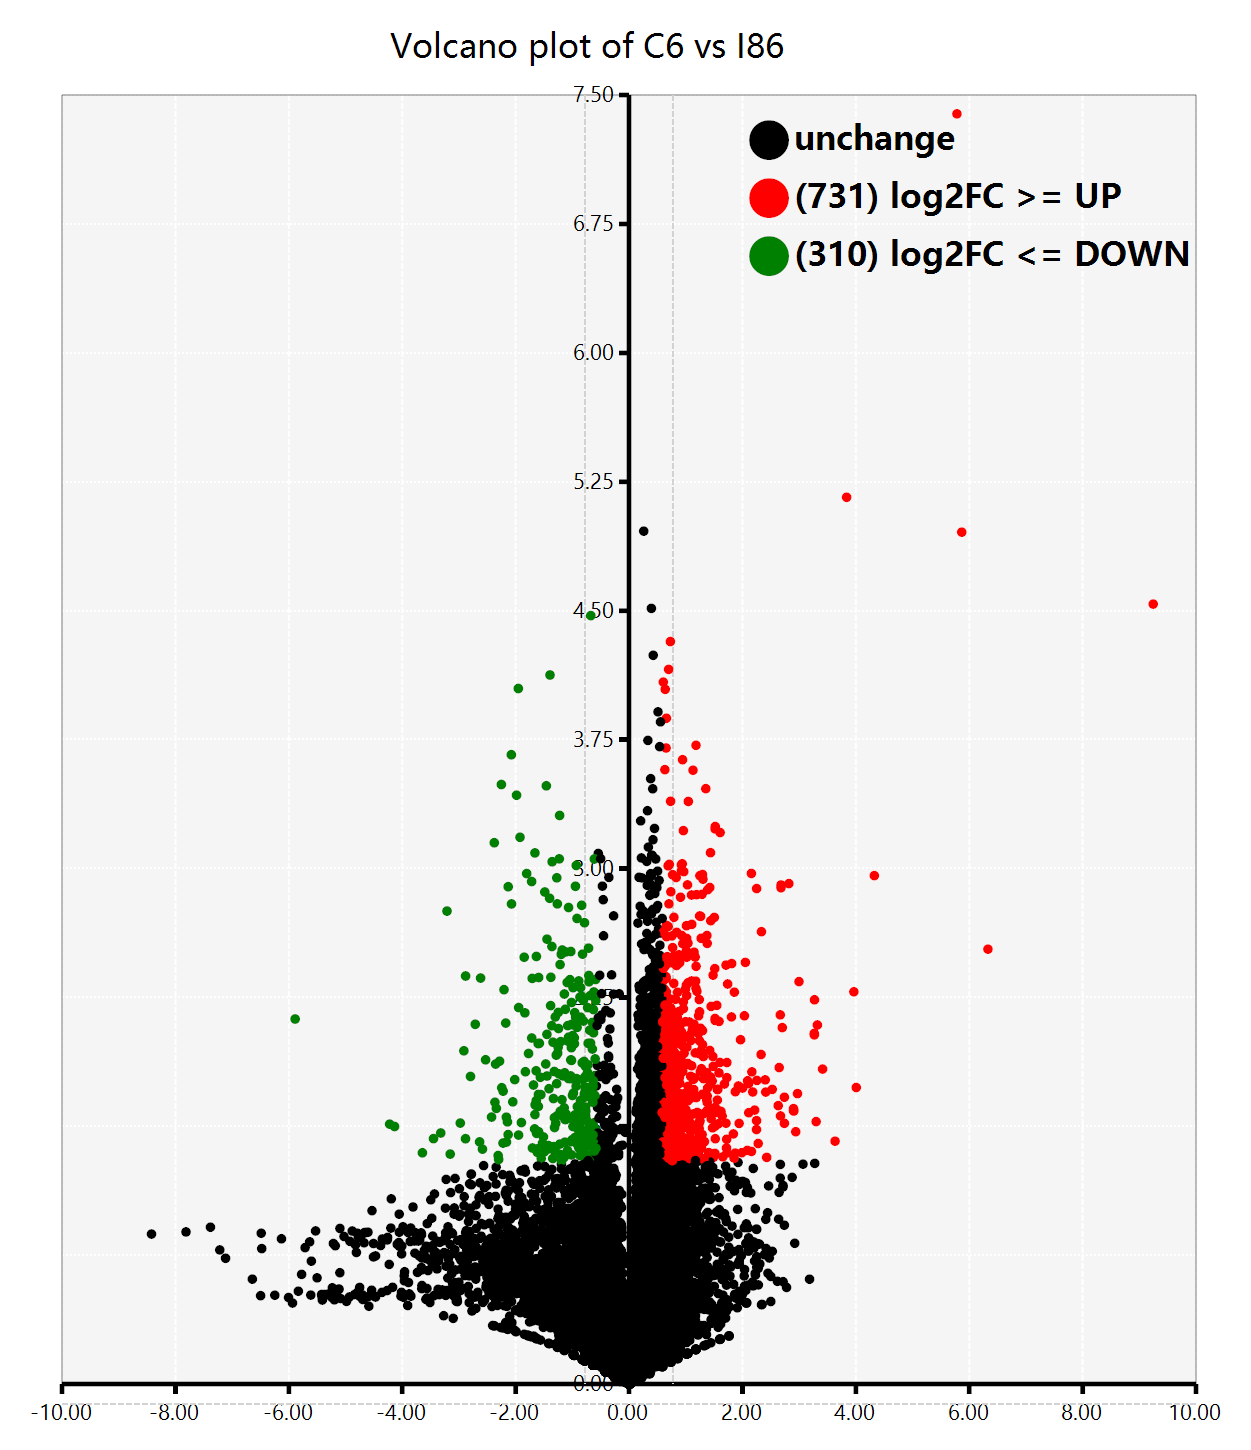 Volcano plot of C6 vs I86
7.50
unchange
(731) log2FC >= UP
6.75
(310) log2FC <= DOWN
6.00
5.25
4.50
3.75
3.00
0.00
-10.00 -8.00 -6.00 -4.00 -2.00 0.00 2.00 4.00 6.00 8.00 10.00